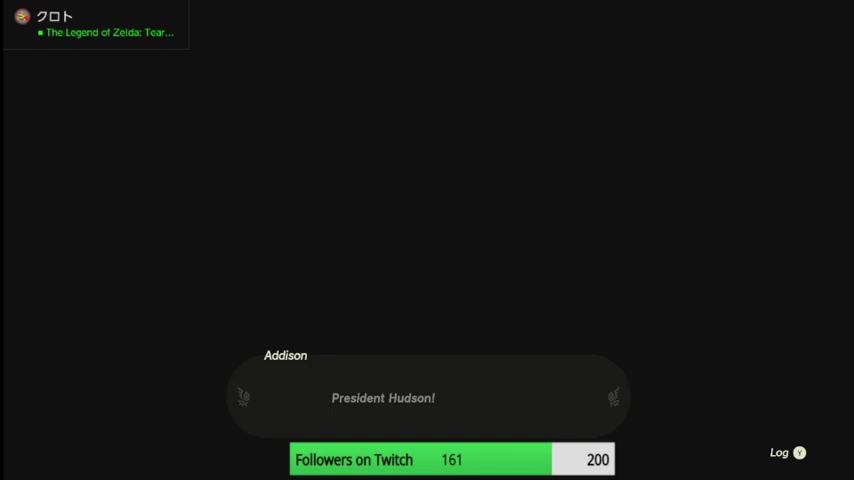 クロト
The Legend of Zelda: Tear...
Addison
President Hudson!
Followers on Twitch 161 200
Log Y